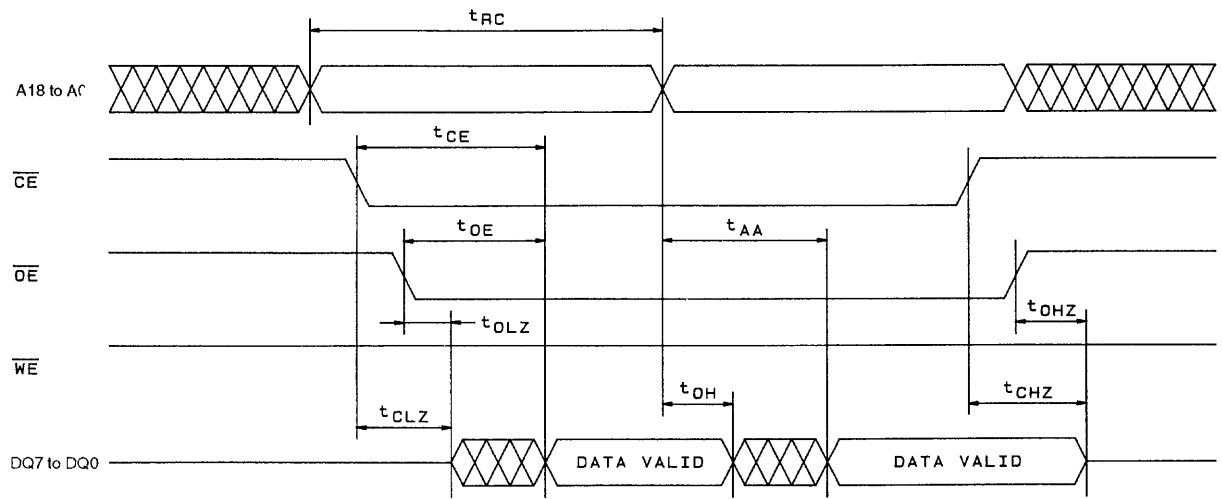 tRC
A18 to A0
tCE
CE
tOE
tAA
OE
tOLZ
tOHZ
WE
tOH
tCHZ
tCLZ
DQ7 to DQ0
DATA VALID
DATA VALID